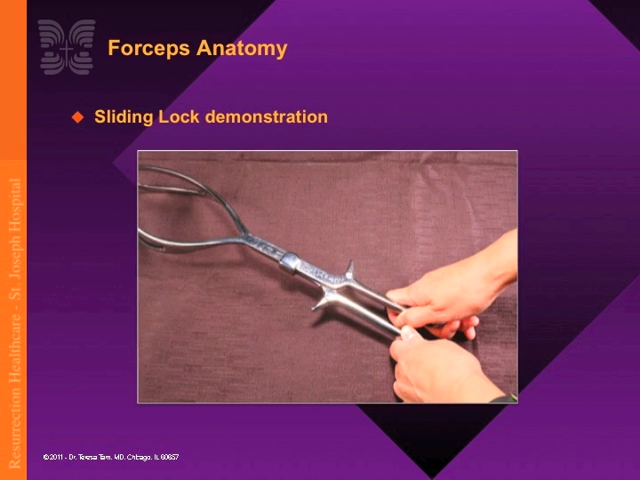 Forceps Anatomy
Sliding Lock demonstration
Resurrection Healthcare - St. Joseph Hospital
© 2011 - Dr. Teresa Tam, MD. Chicago, IL 60657